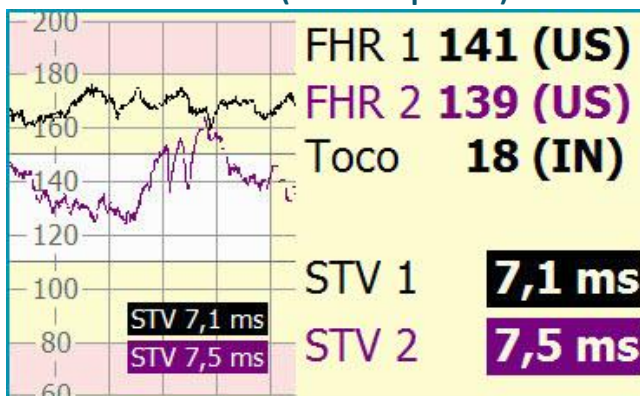 200
180
160
140
120
100
80
60
STV 7,1 ms
STV 7,5 ms
FHR 1 141 (US)
FHR 2 139 (US)
Toco 18 (IN)
STV 1 7,1 ms
STV 2 7,5 ms